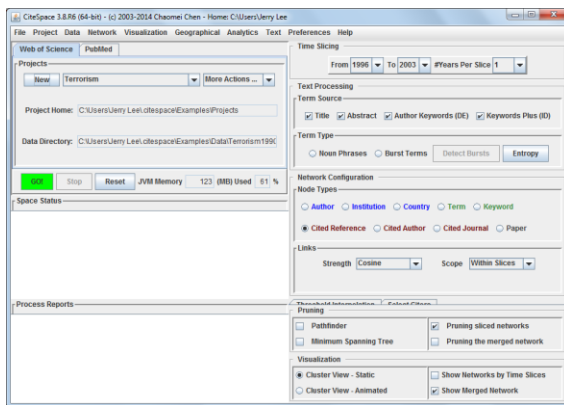 CiteSpace 3.8.R6 (64-bit) - (c) 2003-2014 Chaomei Chen - Home: C:\Users\Jerry Lee
File Project Data Network Visualization Geographical Analytics Text Preferences Help
Web of Science PubMed
Projects
New Terrorism More Actions ...
Project Home: C:\Users\Jerry Lee\.citespace\Examples\Projects
Data Directory: C:\Users\Jerry Lee\.citespace\Examples\Data\Terrorism1990
GO! Stop Reset JVM Memory 123 (MB) Used 61 %
Space Status
Process Reports
Time Slicing
From 1996 To 2003 #Years Per Slice 1
Text Processing
Term Source
Title Abstract Author Keywords (DE) Keywords Plus (ID)
Term Type
Noun Phrases Burst Terms Detect Bursts Entropy
Network Configuration
Node Types
Author Institution Country Term Keyword
Cited Reference Cited Author Cited Journal Paper
Links
Strength Cosine Scope Within Slices
Threshold Interpolation Select Citers
Pruning
Pathfinder Pruning sliced networks
Minimum Spanning Tree Pruning the merged network
Visualization
Cluster View - Static Show Networks by Time Slices
Cluster View - Animated Show Merged Network